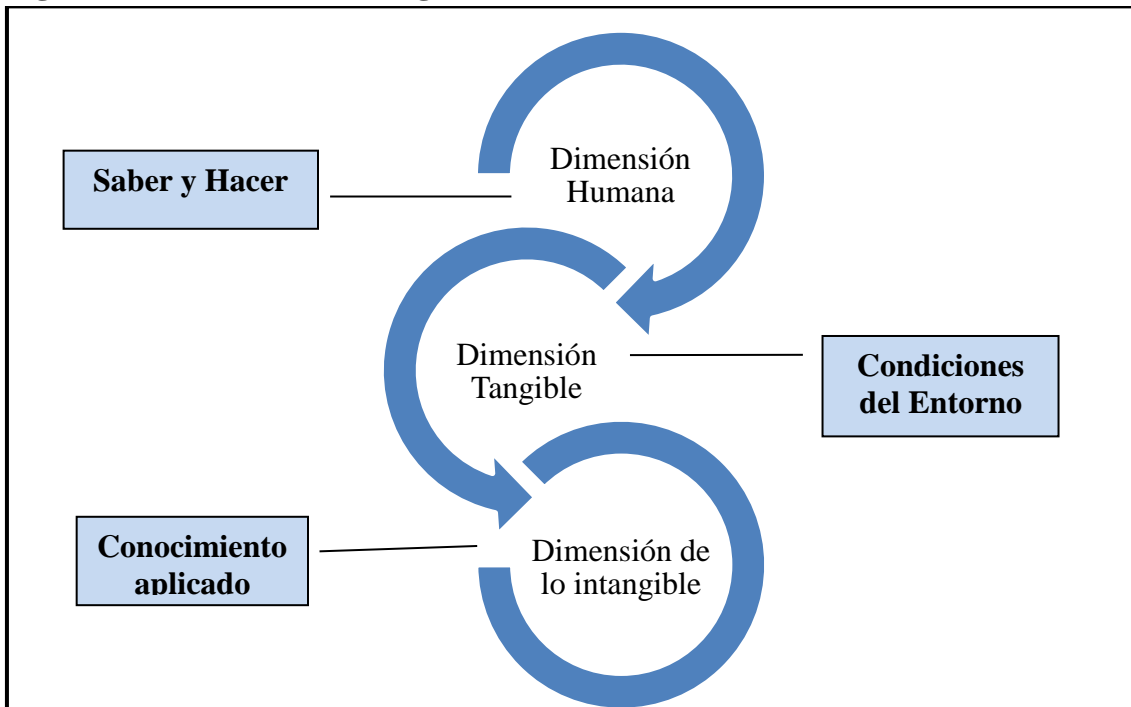 Dimensión
Humana
Saber y Hacer
Dimensión
Tangible
Condiciones
del Entorno
Dimensión de
lo intangible
Conocimiento
aplicado